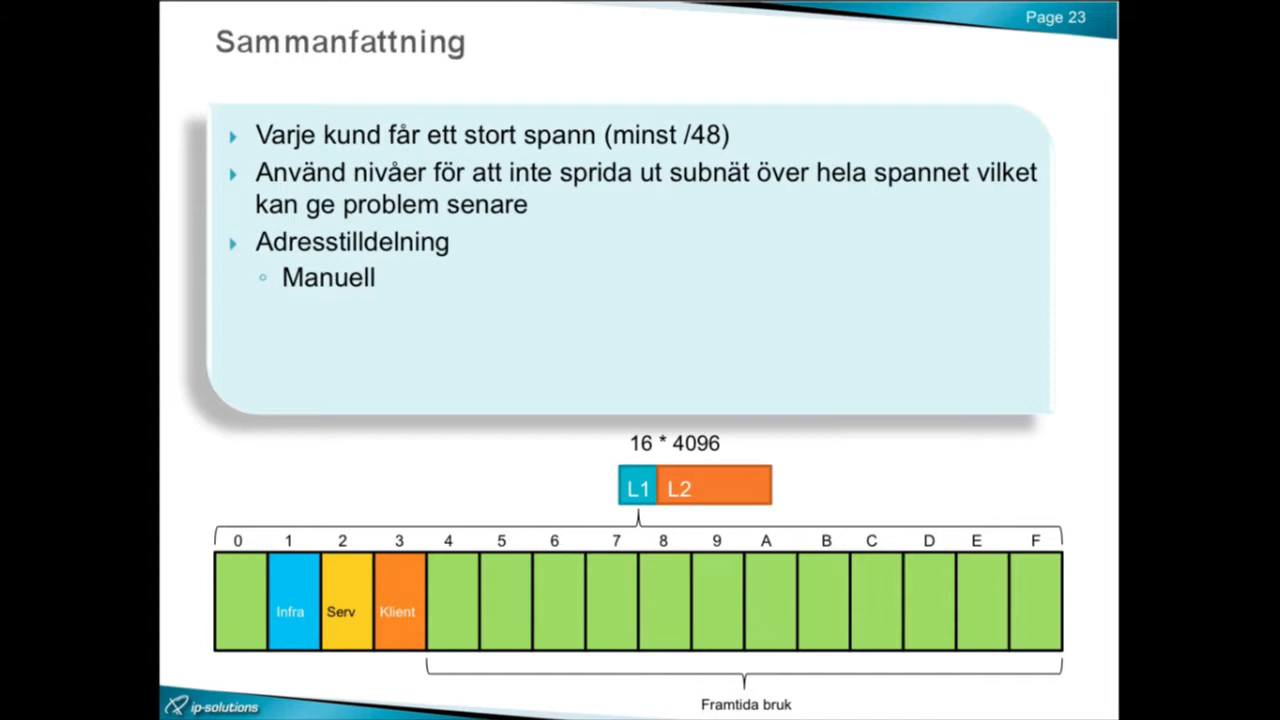 Page 23
Sammanfattning
Varje kund får ett stort spann (minst /48)
Använd nivåer för att inte sprida ut subnät över hela spannet vilket
kan ge problem senare
Adresstilldelning
Manuell
16 * 4096
L1 L2
0 1 2 3 4 5 6 7 8 9 A B C D E F
Infra Serv Klient
Framtida bruk
ip-solutions